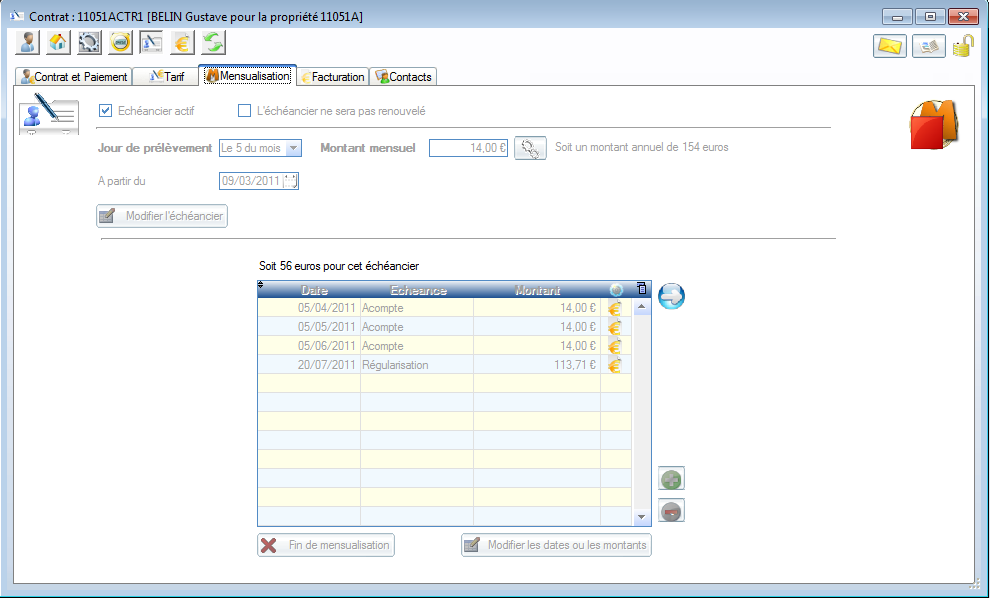 Contrat : 11051ACTR1 [BELIN Gustave pour la propriété 11051A]
Contrat et Paiement Tarif Mensualisation Facturation Contacts
Echéancier actif L'échéancier ne sera pas renouvelé
Jour de prélèvement Le 5 du mois Montant mensuel 14,00 € Soit un montant annuel de 154 euros
A partir du 09/03/2011
Modifier l'échéancier
Soit 56 euros pour cet échéancier
Date Echeance Montant
05/04/2011 Acompte 14,00 €
05/05/2011 Acompte 14,00 €
05/06/2011 Acompte 14,00 €
20/07/2011 Régularisation 113,71 €
Fin de mensualisation Modifier les dates ou les montants